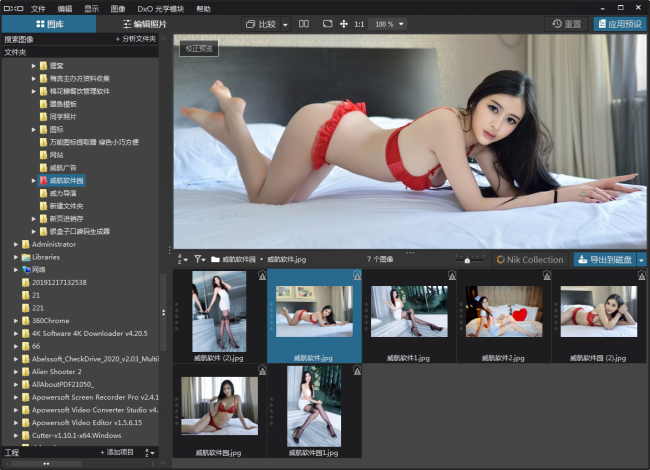 DXO 文件 编辑 显示 图像 DxO 光学模块 帮助
图库 编辑照片 比较 1:1 100 % 重置 应用预设
搜索图像 + 分析文件夹
文件夹
校正预览
提窝
梅宾主办方资料收集
棉花糖餐饮管理软件
墨鱼模板
同学照片
图标
万能图标提取器 绿色小巧方便
网站
威航广告
威航软件园
威力导演
新建文件夹
新页进销存
银盒子口碑码生成器
Administrator
Libraries
网络
20191217132538
21
221
360Chrome
4K Software 4K Downloader v4.20.5
66
Abelssoft_CheckDrive_2020_v2.03_Multil
Alien Shooter 2
AllAboutPDF21050_
Apowersoft Screen Recorder Pro v2.4.1
Apowersoft Video Converter Studio v4.
Apowersoft Video Editor v1.5.6.15
Cutter-v1.10.1-x64.Windows
工程 + 添加项目
威航软件园 • 威航软件.jpg 7 个图像 Nik Collection 导出到磁盘
威航软件 (2).jpg 威航软件.jpg 威航软件1.jpg 威航软件2.jpg 威航软件园 (2).jpg
威航软件园.jpg 威航软件园1.jpg